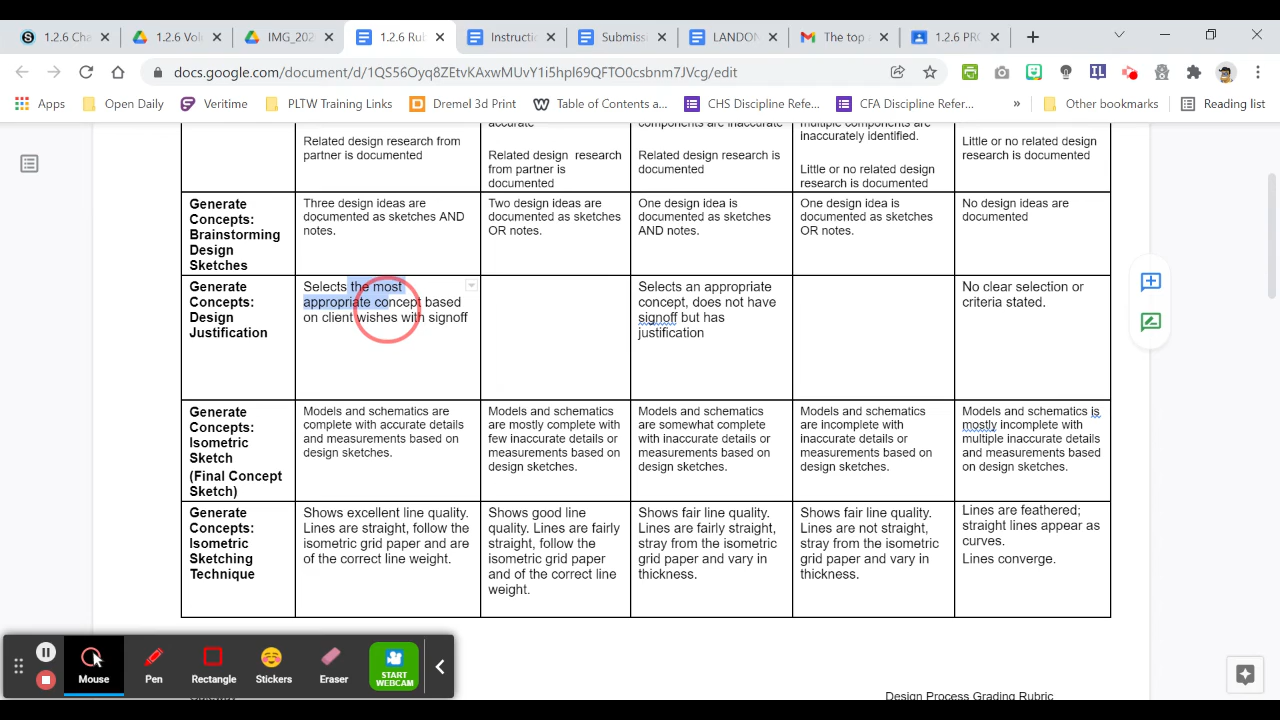 1.2.6 Cha
1.2.6 Volu
IMG_202
1.2.6 Rub
Instructio
Submissi
LANDON
The top a
1.2.6 PRO
docs.google.com/document/d/1QS56Oyq8ZEtvKAxwMUvY1i5hpl69QFTO0csbnm7JVcg/edit
Apps
Open Daily
Veritime
PLTW Training Links
Dremel 3d Print
Table of Contents a...
CTS Discipline Refe...
CFA Discipline Refer...
»
Other bookmarks
Reading list
Related design research from
partner is documented
accurate
Related design research
from partner is
documented
components are inaccurate
Related design research is
documented
multiple components are
inaccurately identified.
Little or no related design
research is documented
Little or no related design
research is documented
Generate
Concepts:
Brainstorming
Design
Sketches
Three design ideas are
documented as sketches AND
notes.
Two design ideas are
documented as sketches
OR notes.
One design idea is
documented as sketches
AND notes.
One design idea is
documented as sketches
OR notes.
No design ideas are
documented
Generate
Concepts:
Design
Justification
Selects the most
appropriate concept based
on client wishes with signoff
Selects an appropriate
concept, does not have
signoff but has
justification
No clear selection or
criteria stated.
Generate
Concepts:
Isometric
Sketch
(Final Concept
Sketch)
Models and schematics are
complete with accurate details
and measurements based on
design sketches.
Models and schematics
are mostly complete with
few inaccurate details or
measurements based on
design sketches.
Models and schematics
are somewhat complete
with inaccurate details or
measurements based on
design sketches.
Models and schematics
are incomplete with
inaccurate details or
measurements based on
design sketches.
Models and schematics is
mostly incomplete with
multiple inaccurate details
and measurements based
on design sketches.
Generate
Concepts:
Isometric
Sketching
Technique
Shows excellent line quality.
Lines are straight, follow the
isometric grid paper and are
of the correct line weight.
Shows good line
quality. Lines are fairly
straight, follow the
isometric grid paper
and of the correct line
weight.
Shows fair line quality.
Lines are fairly straight,
stray from the isometric
grid paper and vary in
thickness.
Shows fair line quality.
Lines are not straight,
stray from the isometric
grid paper and vary in
thickness.
Lines are feathered;
straight lines appear as
curves.
Lines converge.
Design Process Grading Rubric
Mouse
Pen
Rectangle
Stickers
Eraser
START
WEBCAM